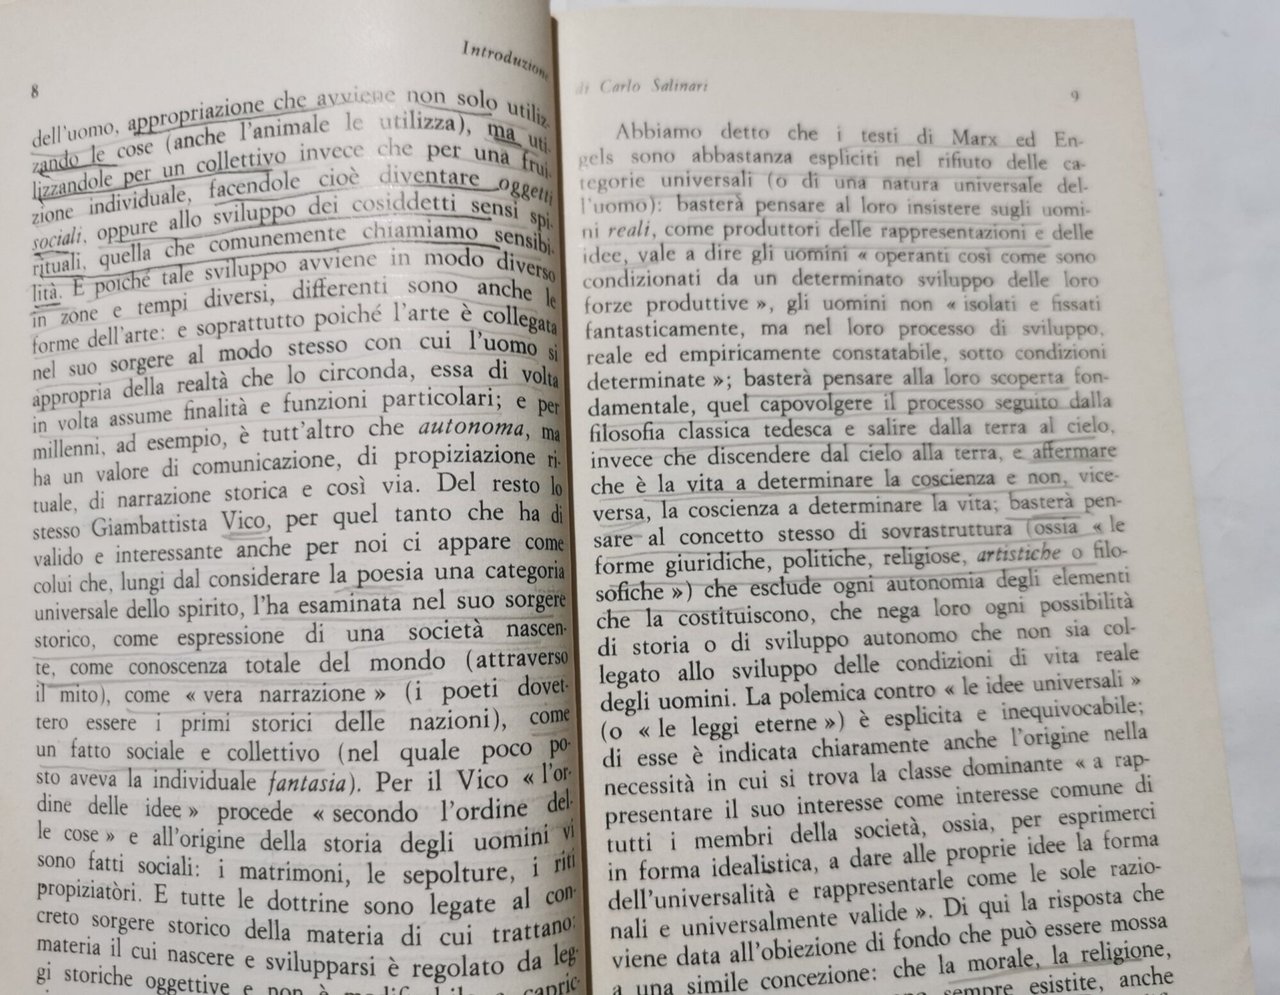 8
Introduzione
dell'uomo, appropriazione che avviene non solo utiliz-
zando le cose (anche l'animale le utilizza), ma uti-
lizzandole per un collettivo invece che per una frui-
zione individuale, facendole cioè diventare oggetti
sociali, oppure allo sviluppo dei cosiddetti sensi spi-
rituali, quella che comunemente chiamiamo sensibi-
lità. E poiché tale sviluppo avviene in modo diverso
in zone e tempi diversi, differenti sono anche le
forme dell'arte: e soprattutto poiché l'arte è collegata
nel suo sorgere al modo stesso con cui l'uomo si
appropria della realtà che lo circonda, essa di volta
in volta assume finalità e funzioni particolari; e per
millenni, ad esempio, è tutt'altro che autonoma, ma
ha un valore di comunicazione, di propiziazione ri-
tuale, di narrazione storica e così via. Del resto lo
stesso Giambattista Vico, per quel tanto che ha di
valido e interessante anche per noi ci appare come
colui che, lungi dal considerare la poesia una categoria
universale dello spirito, l'ha esaminata nel suo sorgere
storico, come espressione di una società nascen-
te, come conoscenza totale del mondo (attraverso
il mito), come « vera narrazione » (i poeti dovet-
tero essere i primi storici delle nazioni), come
un fatto sociale e collettivo (nel quale poco po-
sto aveva la individuale fantasia). Per il Vico « l'or-
dine delle idee » procede « secondo l'ordine del-
le cose » e all'origine della storia degli uomini vi
sono fatti sociali: i matrimoni, le sepolture, i riti
propiziatòri. E tutte le dottrine sono legate al con-
creto sorgere storico della materia di cui trattano:
materia il cui nascere e svilupparsi è regolato da leg-
gi storiche oggettive e non è
di Carlo Salinari
9
Abbiamo detto che i testi di Marx ed En-
gels sono abbastanza espliciti nel rifiuto delle ca-
tegorie universali (o di una natura universale del-
l'uomo): basterà pensare al loro insistere sugli uomi-
ni reali, come produttori delle rappresentazioni e delle
idee, vale a dire gli uomini « operanti così come sono
condizionati da un determinato sviluppo delle loro
forze produttive », gli uomini non « isolati e fissati
fantasticamente, ma nel loro processo di sviluppo,
reale ed empiricamente constatabile, sotto condizioni
determinate »; basterà pensare alla loro scoperta fon-
damentale, quel capovolgere il processo seguito dalla
filosofia classica tedesca e salire dalla terra al cielo,
invece che discendere dal cielo alla terra, e affermare
che è la vita a determinare la coscienza e non, vice-
versa, la coscienza a determinare la vita; basterà pen-
sare al concetto stesso di sovrastruttura (ossia « le
forme giuridiche, politiche, religiose, artistiche o filo-
sofiche ») che esclude ogni autonomia degli elementi
che la costituiscono, che nega loro ogni possibilità
di storia o di sviluppo autonomo che non sia col-
legato allo sviluppo delle condizioni di vita reale
degli uomini. La polemica contro « le idee universali »
(o « le leggi eterne ») è esplicita e inequivocabile;
di esse è indicata chiaramente anche l'origine nella
necessità in cui si trova la classe dominante « a rap-
presentare il suo interesse come interesse comune di
tutti i membri della società, ossia, per esprimerci
in forma idealistica, a dare alle proprie idee la forma
dell'universalità e rappresentarle come le sole razio-
nali e universalmente valide ». Di qui la risposta che
viene data all'obiezione di fondo che può essere mossa
a una simile concezione: che la morale, la religione,
sempre esistite, anche